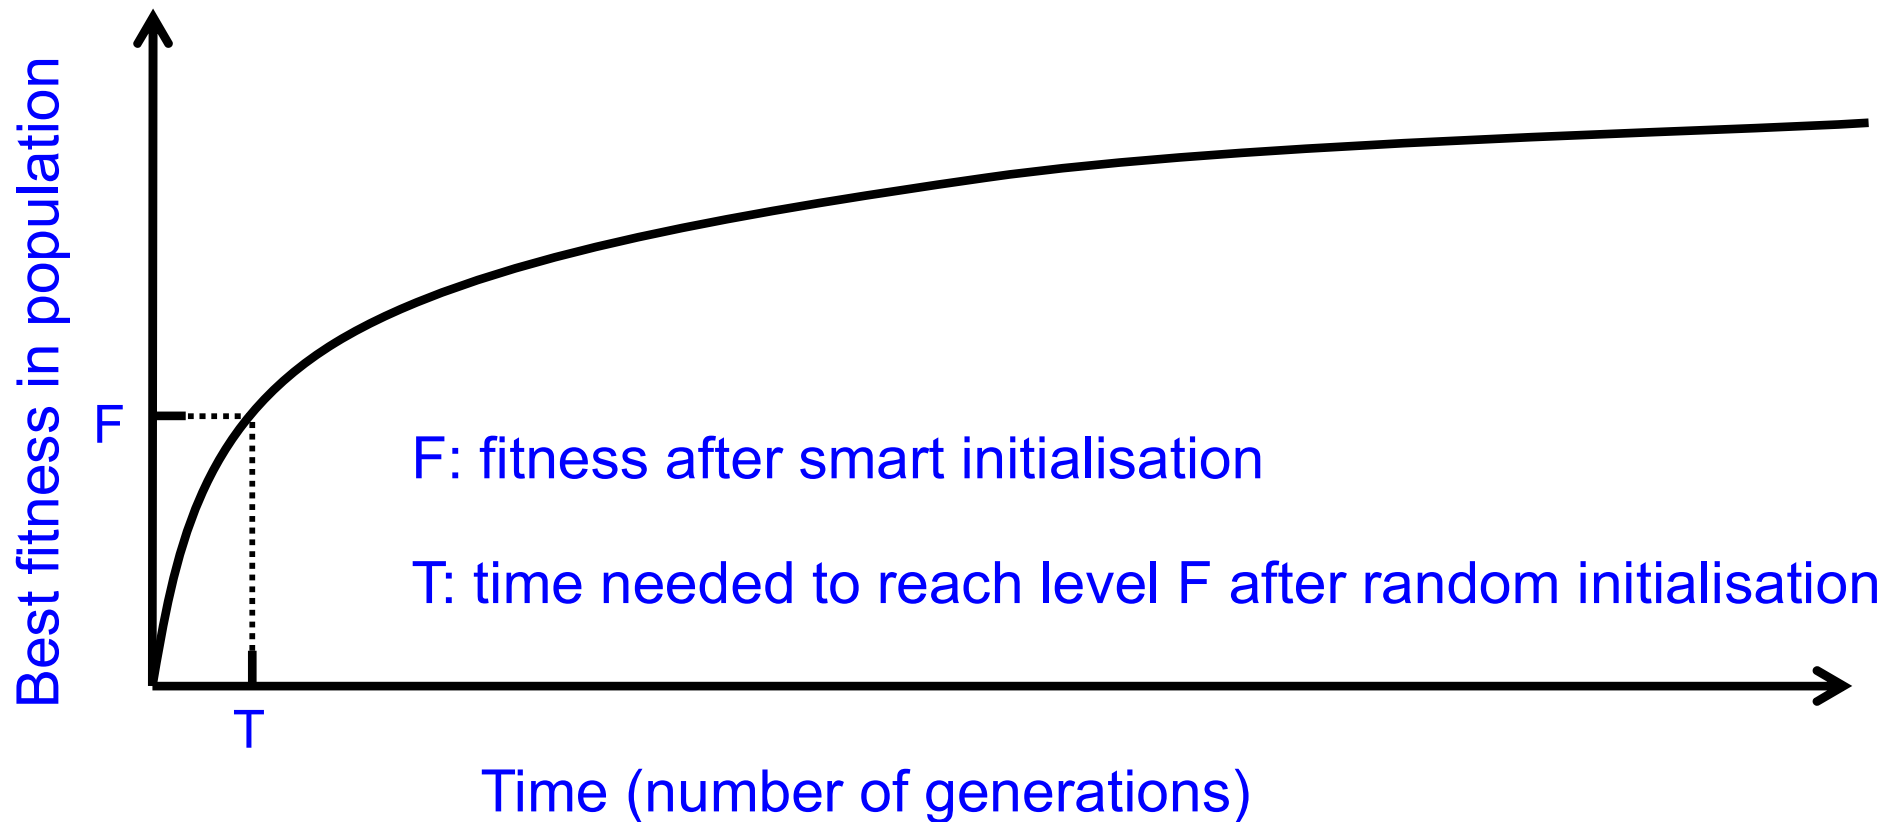 Best fitness in population
F
F: fitness after smart initialisation
T: time needed to reach level F after random initialisation
T
Time (number of generations)